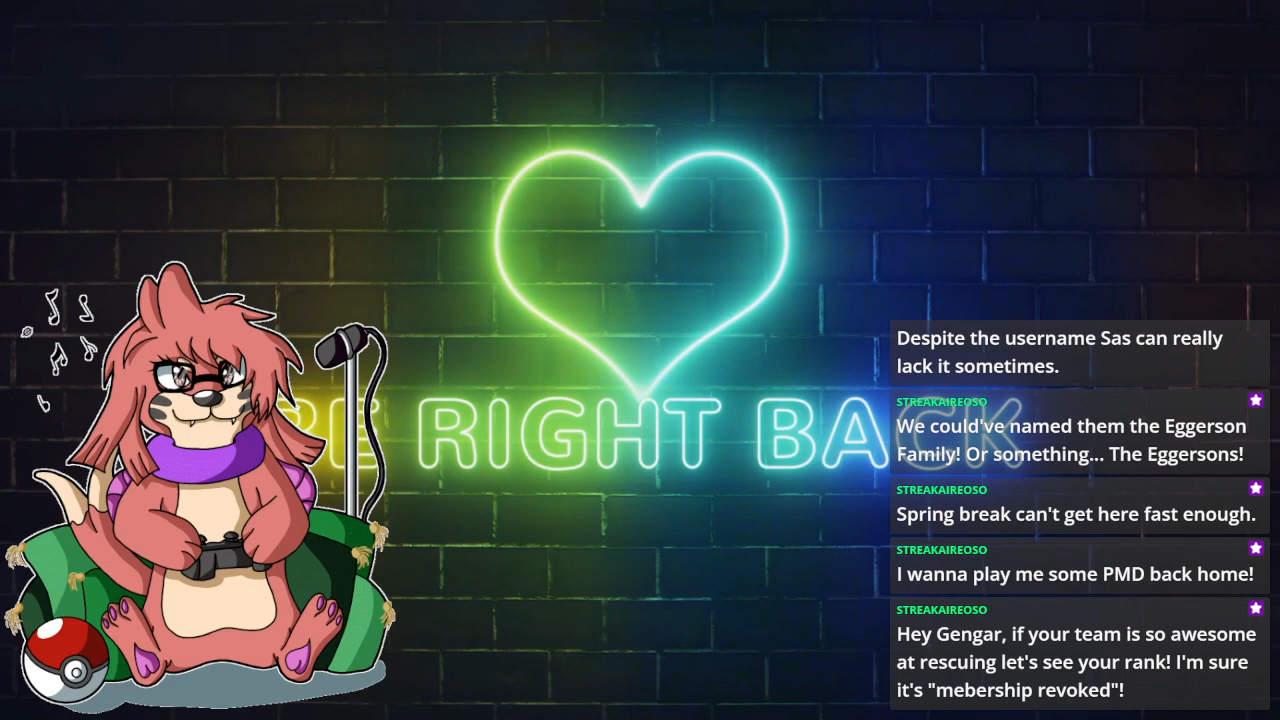 BE RIGHT BACK
Despite the username Sas can really
lack it sometimes.
STREAKAIREOSO
We could've named them the Eggerson
Family! Or something... The Eggersons!
STREAKAIREOSO
Spring break can't get here fast enough.
STREAKAIREOSO
I wanna play me some PMD back home!
STREAKAIREOSO
Hey Gengar, if your team is so awesome
at rescuing let's see your rank! I'm sure
it's "mebership revoked"!